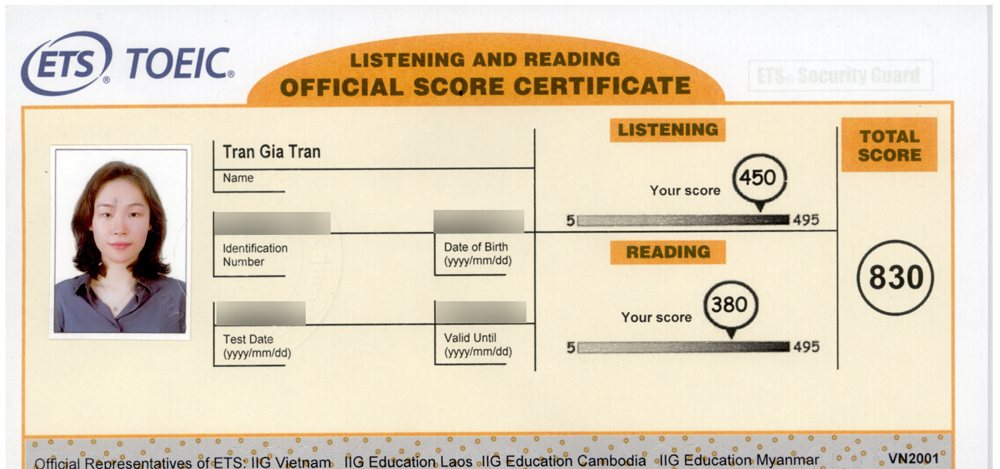 ETS® TOEIC®
LISTENING AND READING
OFFICIAL SCORE CERTIFICATE
ETS® Security Guard
Tran Gia Tran
Name
Identification
Number
Date of Birth
(yyyy/mm/dd)
Test Date
(yyyy/mm/dd)
Valid Until
(yyyy/mm/dd)
LISTENING
Your score
450
5
495
READING
Your score
380
5
495
TOTAL
SCORE
830
Official Representatives of ETS: IIG Vietnam IIG Education Laos IIG Education Cambodia IIG Education Myanmar
VN2001